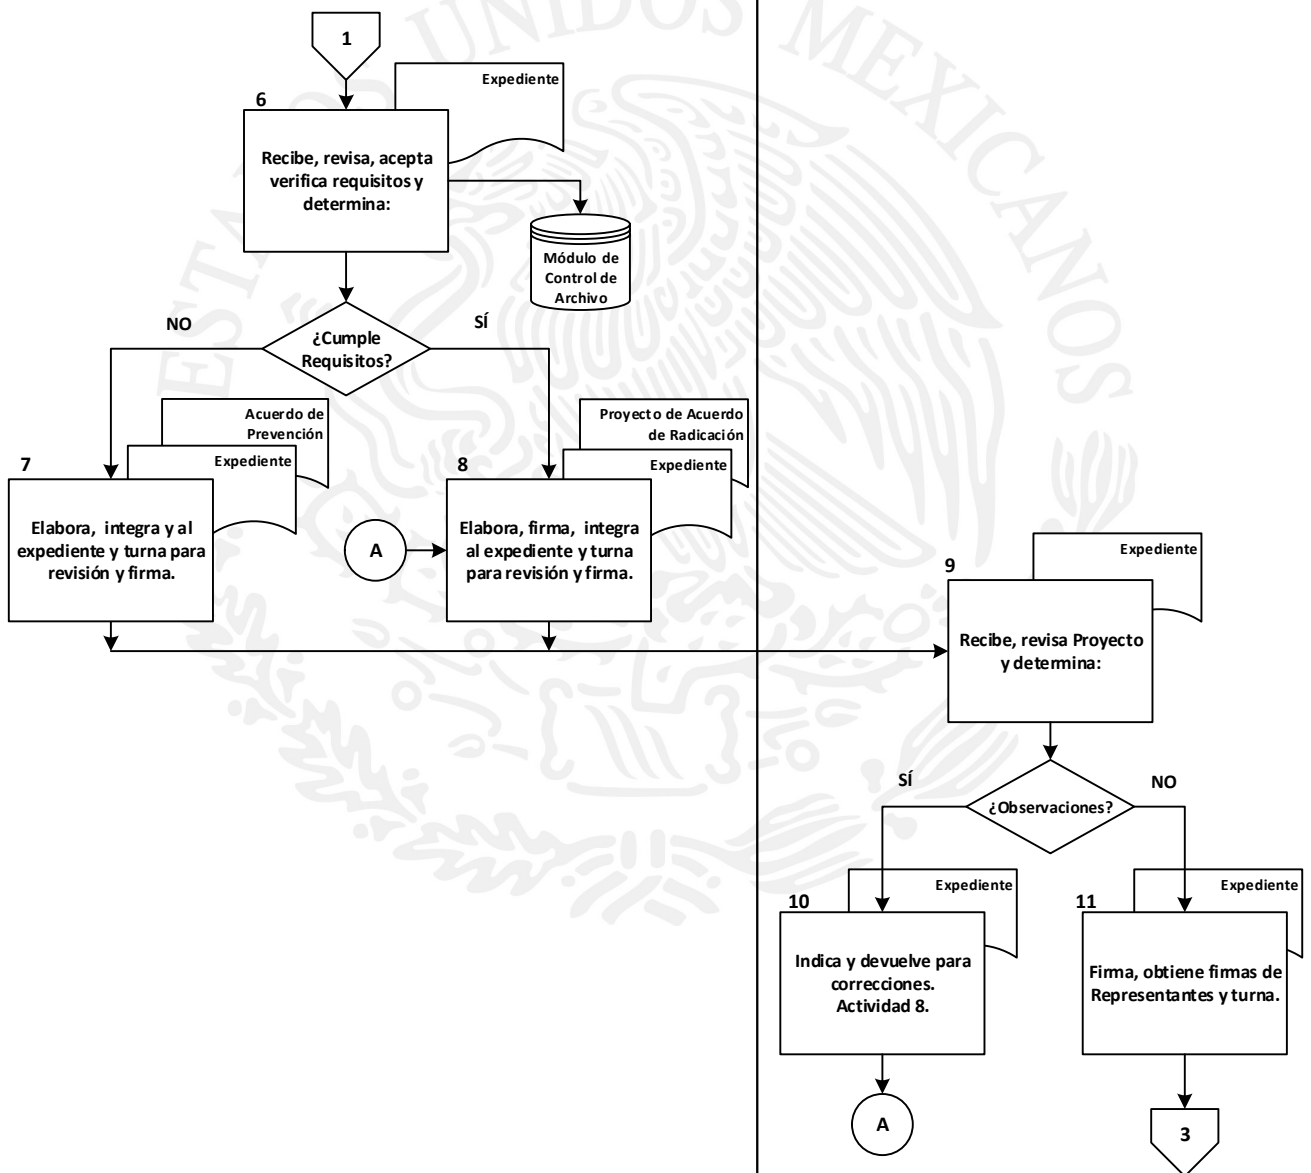 ESTADOS UNIDOS MEXICANOS
1
Expediente
6
Recibe, revisa, acepta
verifica requisitos y
determina:
Módulo de
Control de
Archivo
NO
SÍ
¿Cumple
Requisitos?
Acuerdo de
Prevención
Expediente
7
Elabora, integra y al
expediente y turna para
revisión y firma.
Proyecto de Acuerdo
de Radicación
Expediente
8
A
Elabora, firma, integra
al expediente y turna
para revisión y firma.
Expediente
9
Recibe, revisa Proyecto
y determina:
SÍ
NO
¿Observaciones?
Expediente
10
Indica y devuelve para
correcciones.
Actividad 8.
A
Expediente
11
Firma, obtiene firmas de
Representantes y turna.
3